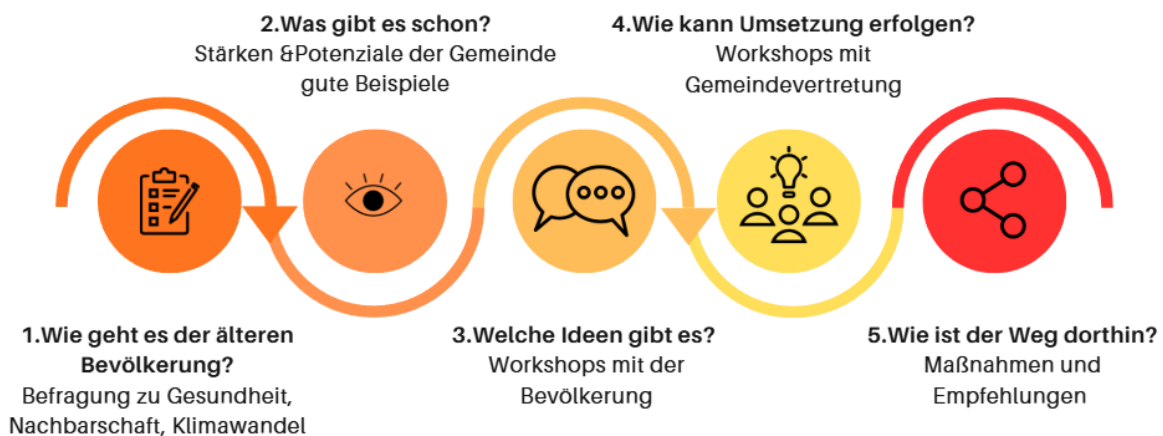 1.Wie geht es der älteren
Bevölkerung?
Befragung zu Gesundheit,
Nachbarschaft, Klimawandel
2.Was gibt es schon?
Stärken &Potenziale der Gemeinde
gute Beispiele
3.Welche Ideen gibt es?
Workshops mit der
Bevölkerung
4.Wie kann Umsetzung erfolgen?
Workshops mit
Gemeindevertretung
5.Wie ist der Weg dorthin?
Maßnahmen und
Empfehlungen